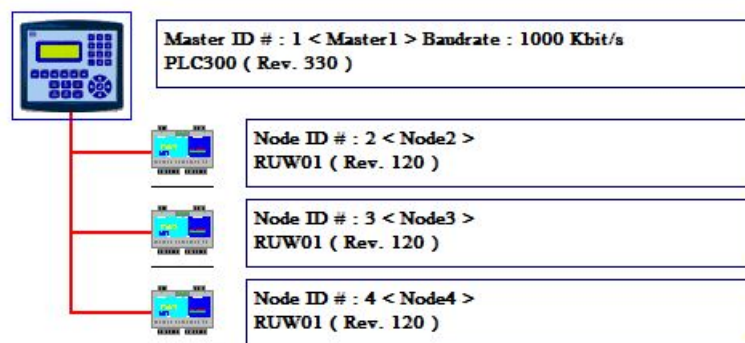 Master ID # : 1 < Master1 > Baudrate : 1000 Kbit/s
PLC300 ( Rev. 330 )
Node ID # : 2 < Node2 >
RUW01 ( Rev. 120 )
Node ID # : 3 < Node3 >
RUW01 ( Rev. 120 )
Node ID # : 4 < Node4 >
RUW01 ( Rev. 120 )